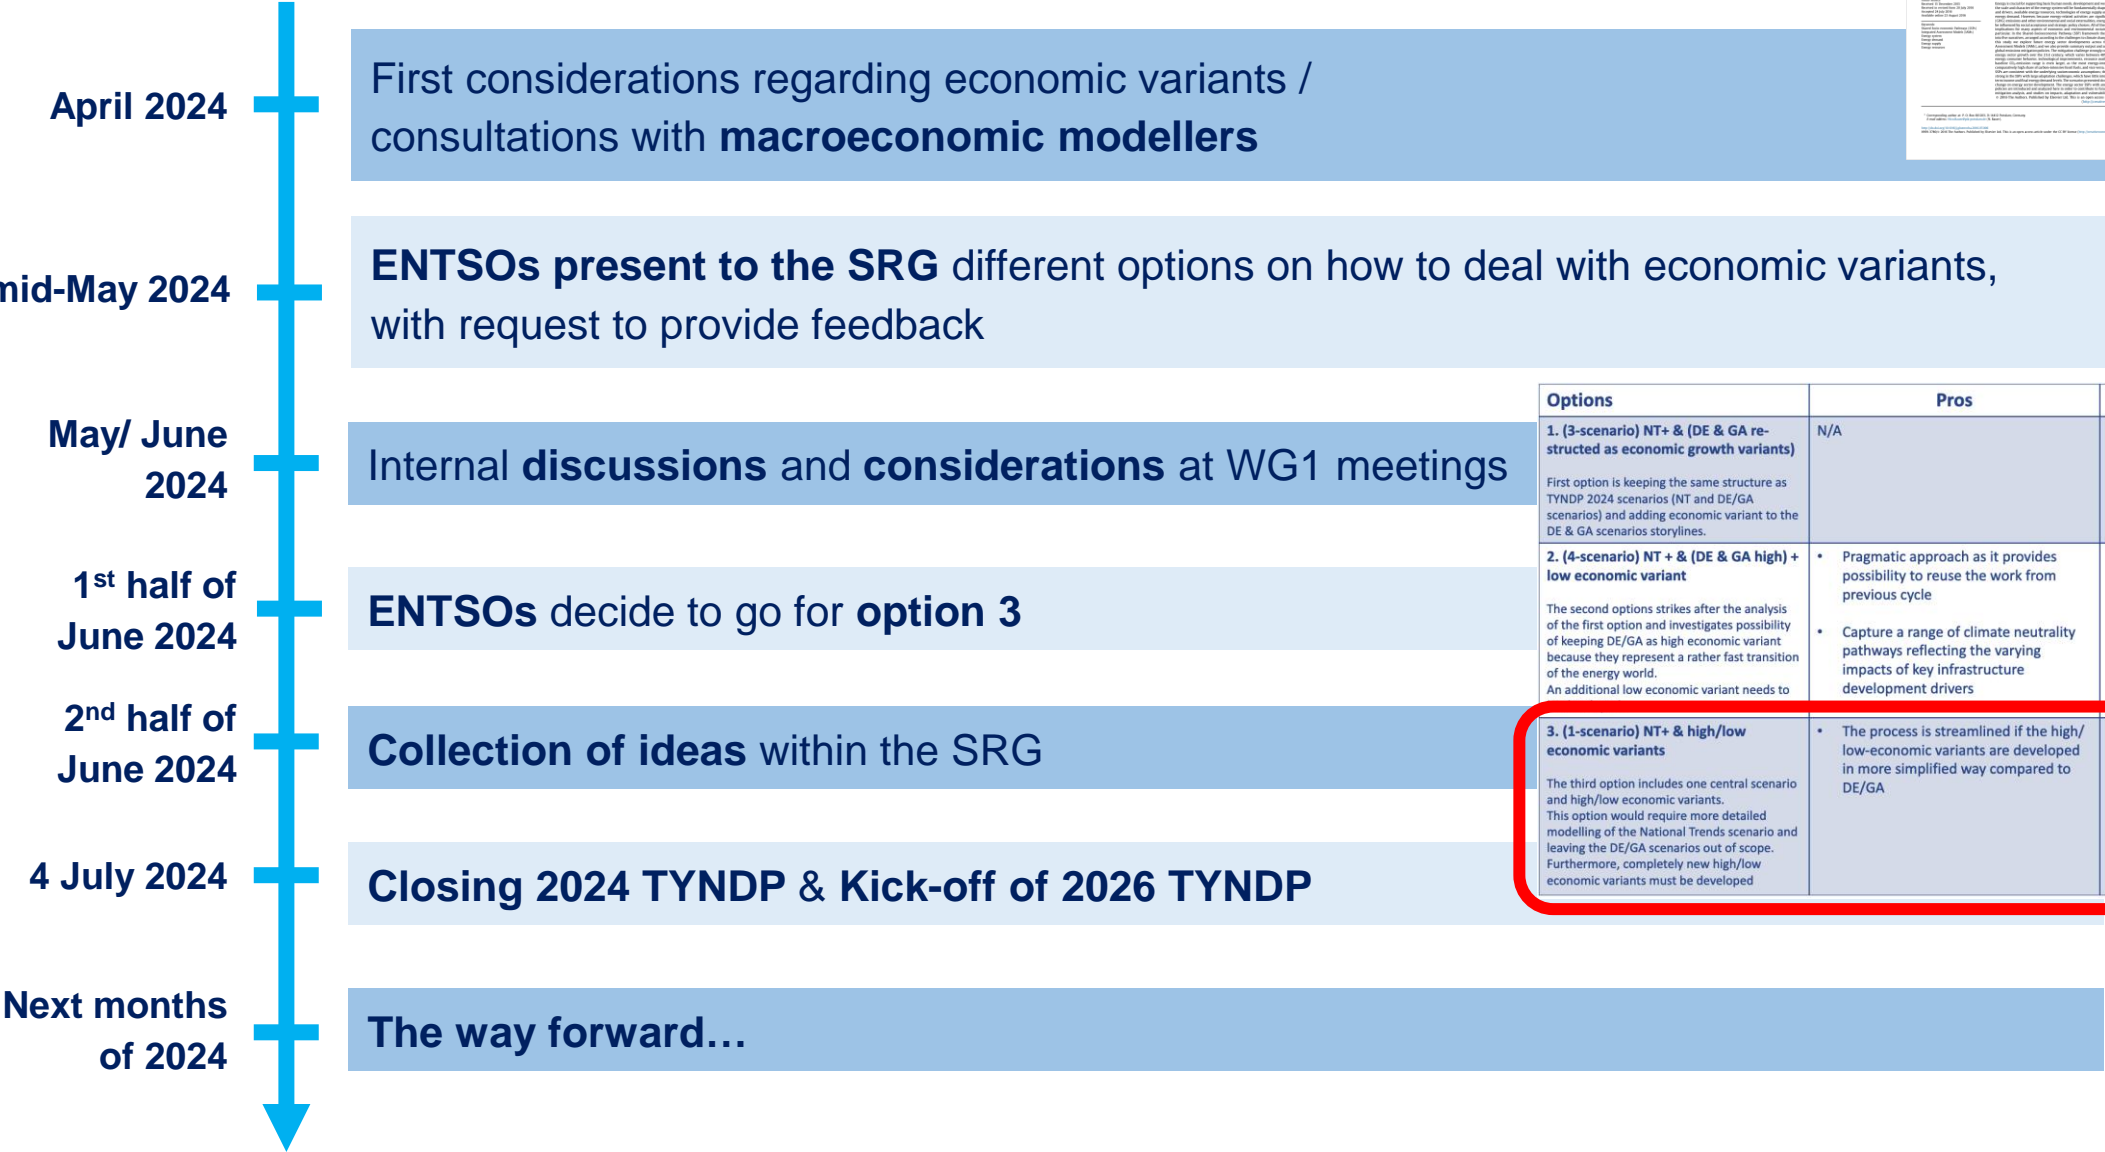 April 2024
First considerations regarding economic variants /
consultations with macroeconomic modellers
mid-May 2024
ENTSOs present to the SRG different options on how to deal with economic variants,
with request to provide feedback
May/ June
2024
Internal discussions and considerations at WG1 meetings
1st half of
June 2024
ENTSOs decide to go for option 3
2nd half of
June 2024
Collection of ideas within the SRG
4 July 2024
Closing 2024 TYNDP & Kick-off of 2026 TYNDP
Next months
of 2024
The way forward…
Options
Pros
1. (3-scenario) NT+ & (DE & GA re-
structed as economic growth variants)
First option is keeping the same structure as
TYNDP 2024 scenarios (NT and DE/GA
scenarios) and adding economic variant to the
DE & GA scenarios storylines.
N/A
2. (4-scenario) NT + & (DE & GA high) +
low economic variant
The second options strikes after the analysis
of the first option and investigates possibility
of keeping DE/GA as high economic variant
because they represent a rather fast transition
of the energy world.
An additional low economic variant needs to
• Pragmatic approach as it provides
possibility to reuse the work from
previous cycle
• Capture a range of climate neutrality
pathways reflecting the varying
impacts of key infrastructure
development drivers
3. (1-scenario) NT+ & high/low
economic variants
The third option includes one central scenario
and high/low economic variants.
This option would require more detailed
modelling of the National Trends scenario and
leaving the DE/GA scenarios out of scope.
Furthermore, completely new high/low
economic variants must be developed
• The process is streamlined if the high/
low-economic variants are developed
in more simplified way compared to
DE/GA